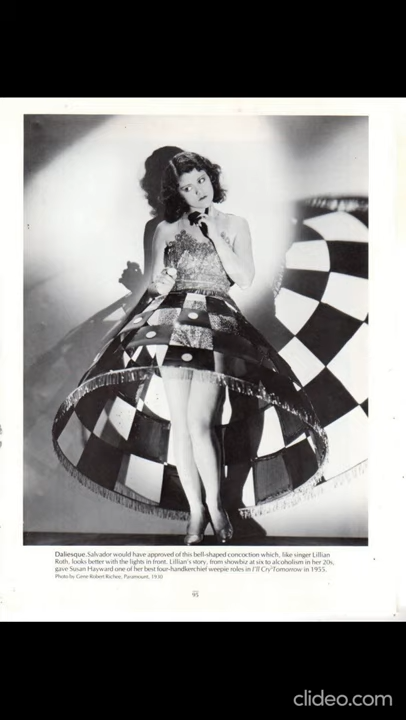 Daliesque. Salvador would have approved of this bell-shaped concoction which, like singer Lillian
Roth, looks better with the lights in front. Lillian's story, from showbiz at six to alcoholism in her 20s,
gave Susan Hayward one of her best four-handkerchief weepie roles in I'll Cry Tomorrow in 1955.
Photo by Gene Robert Richee, Paramount, 1930
95
clideo.com